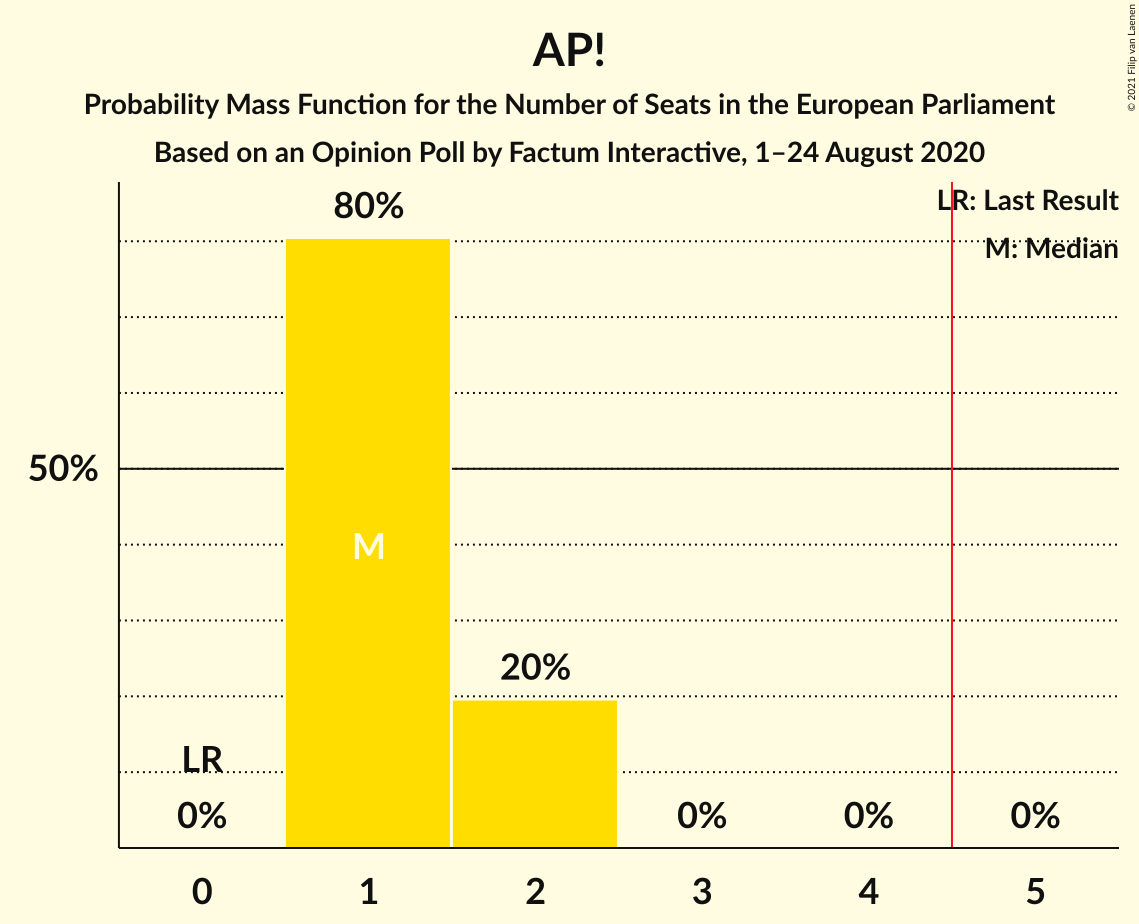 AP!
Probability Mass Function for the Number of Seats in the European Parliament
Based on an Opinion Poll by Factum Interactive, 1–24 August 2020
© 2021 Filip van Laenen
LR: Last Result
M: Median
80%
50%
M
20%
LR
0%
0%
0%
0%
0
1
2
3
4
5